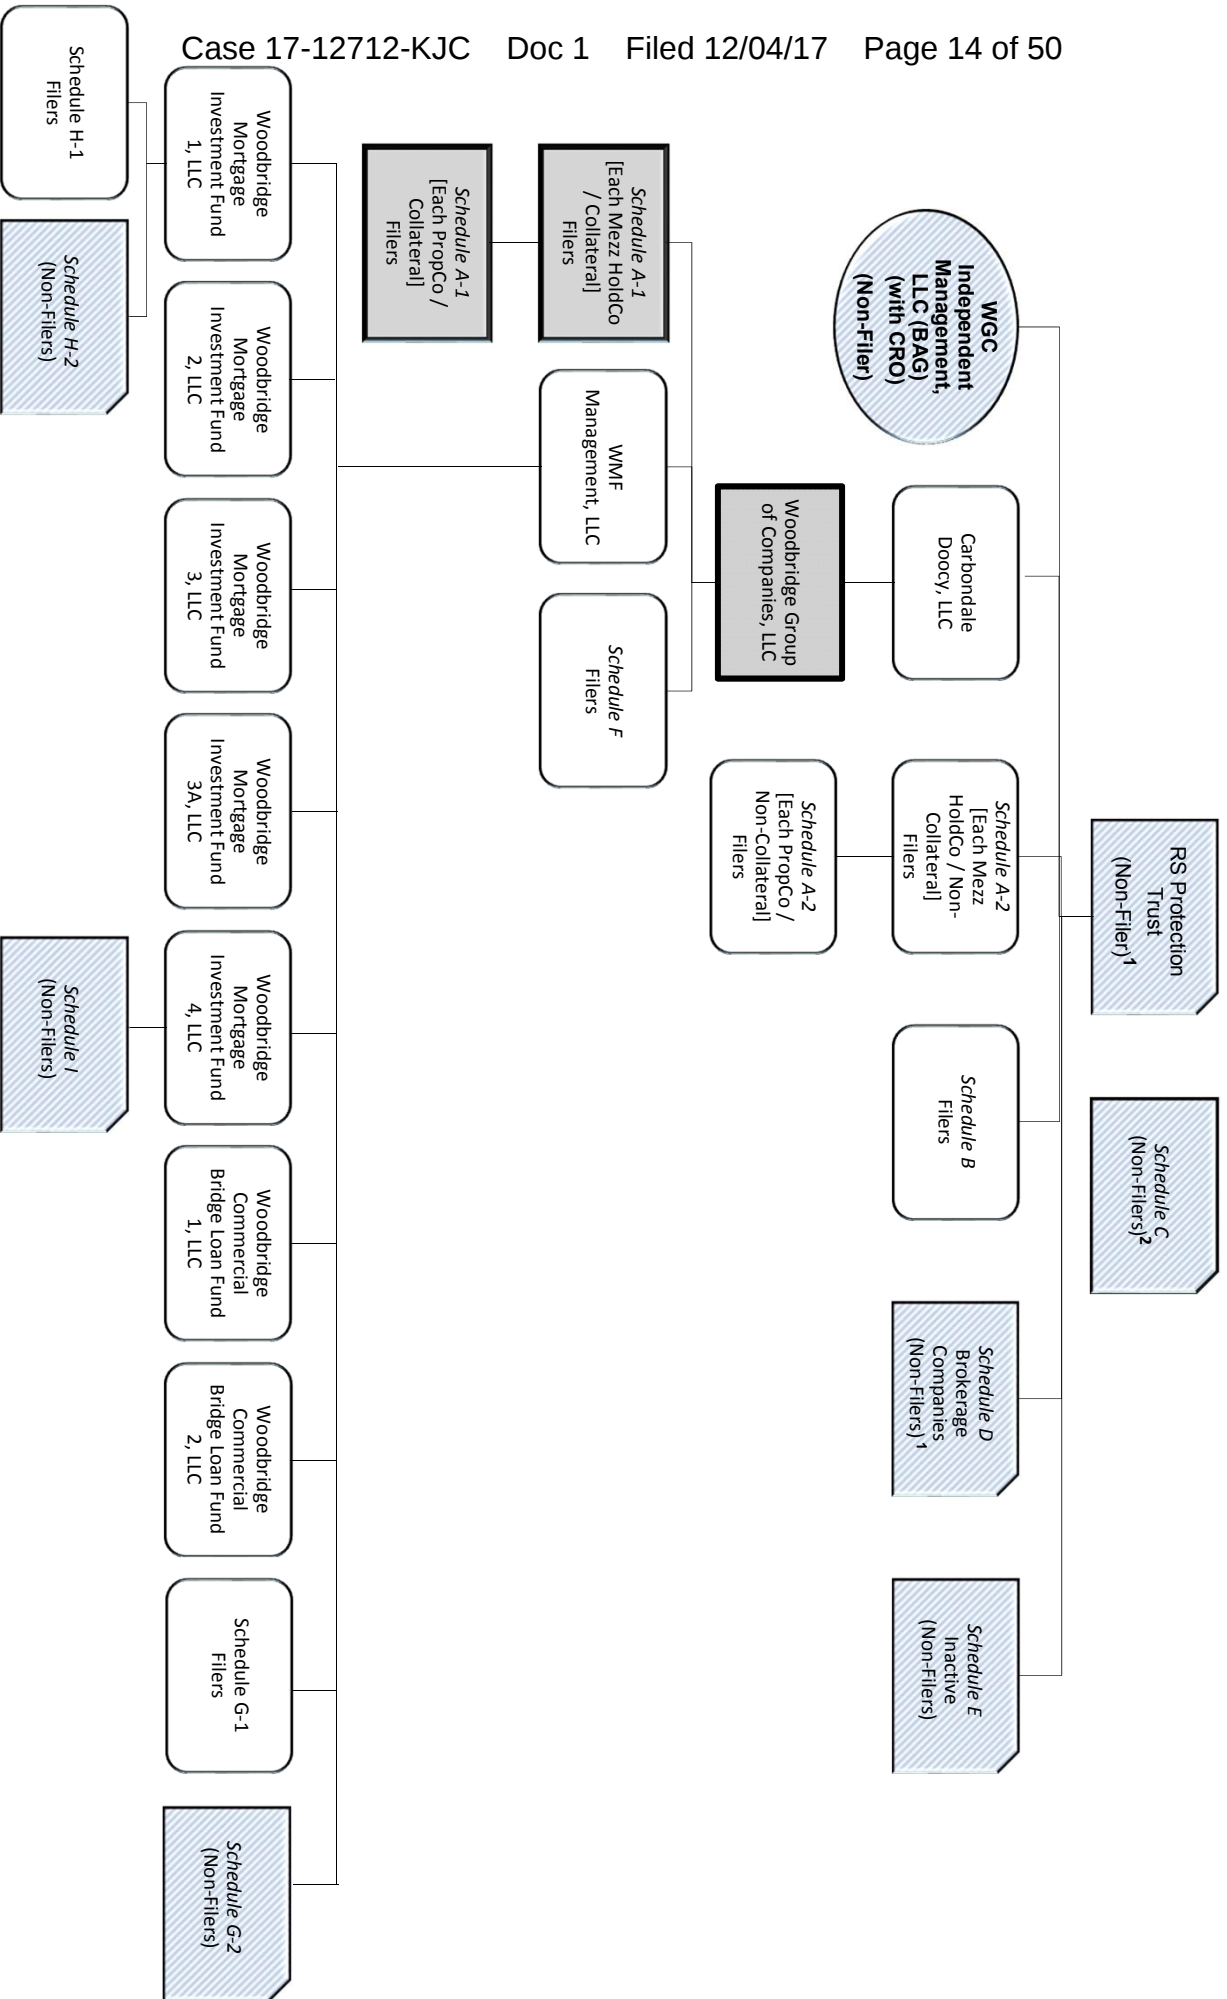 Case 17-12712-KJC Doc 1 Filed 12/04/17 Page 14 of 50
RS Protection
Trust
(Non-Filer)1
Schedule C
(Non-Filers)2
WGC
Independent
Management,
LLC (BAG)
(with CRO)
(Non-Filer)
Carbondale
Doocy, LLC
Schedule A-2
[Each Mezz
HoldCo / Non-
Collateral]
Filers
Schedule B
Filers
Schedule D
Brokerage
Companies
(Non-Filers) 1
Schedule E
Inactive
(Non-Filers)
Woodbridge Group
of Companies, LLC
Schedule A-2
[Each PropCo /
Non-Collateral]
Filers
Schedule A-1
[Each Mezz HoldCo
/ Collateral]
Filers
WMF
Management, LLC
Schedule F
Filers
Schedule A-1
[Each PropCo /
Collateral]
Filers
Woodbridge
Mortgage
Investment Fund
1, LLC
Woodbridge
Mortgage
Investment Fund
2, LLC
Woodbridge
Mortgage
Investment Fund
3, LLC
Woodbridge
Mortgage
Investment Fund
3A, LLC
Woodbridge
Mortgage
Investment Fund
4, LLC
Woodbridge
Commercial
Bridge Loan Fund
1, LLC
Woodbridge
Commercial
Bridge Loan Fund
2, LLC
Schedule G-1
Filers
Schedule G-2
(Non-Filers)
Schedule H-1
Filers
Schedule H-2
(Non-Filers)
Schedule I
(Non-Filers)